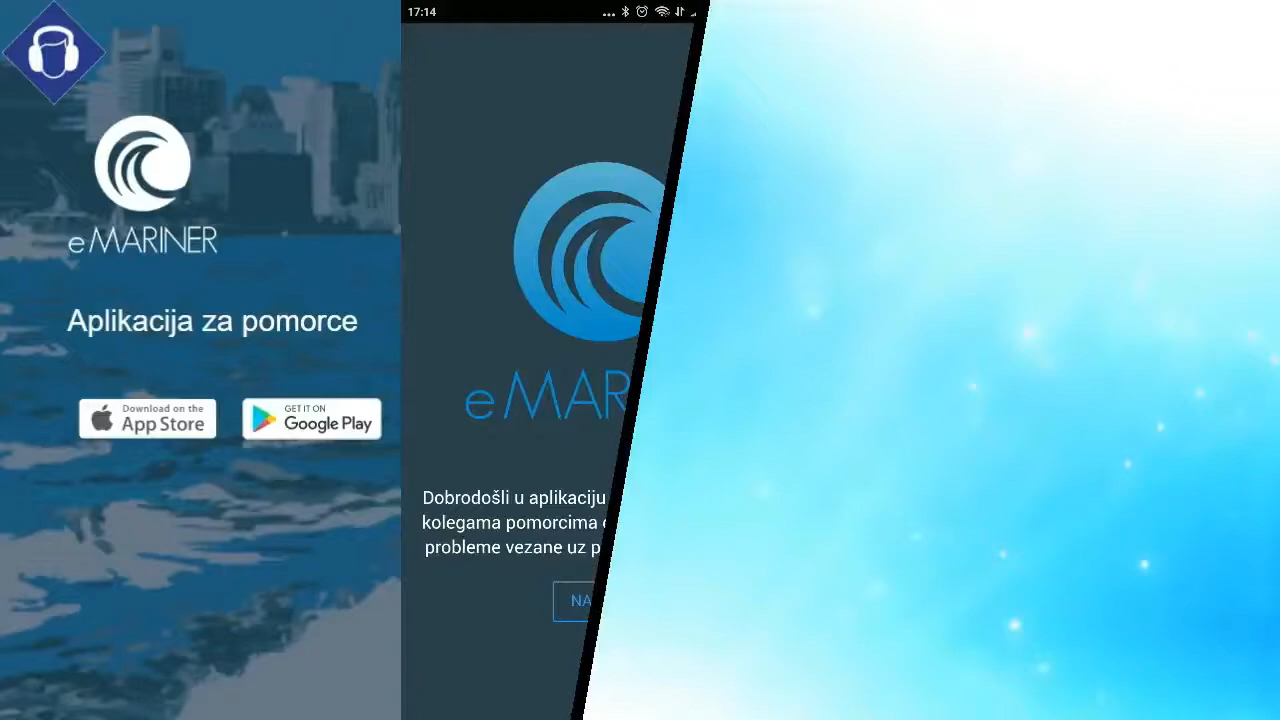 eMARINER
Aplikacija za pomorce
Download on the
App Store
GET IT ON
Google Play
17:14
eMAR
Dobrodošli u aplikaciju
kolegama pomorcima
probleme vezane uz
NA